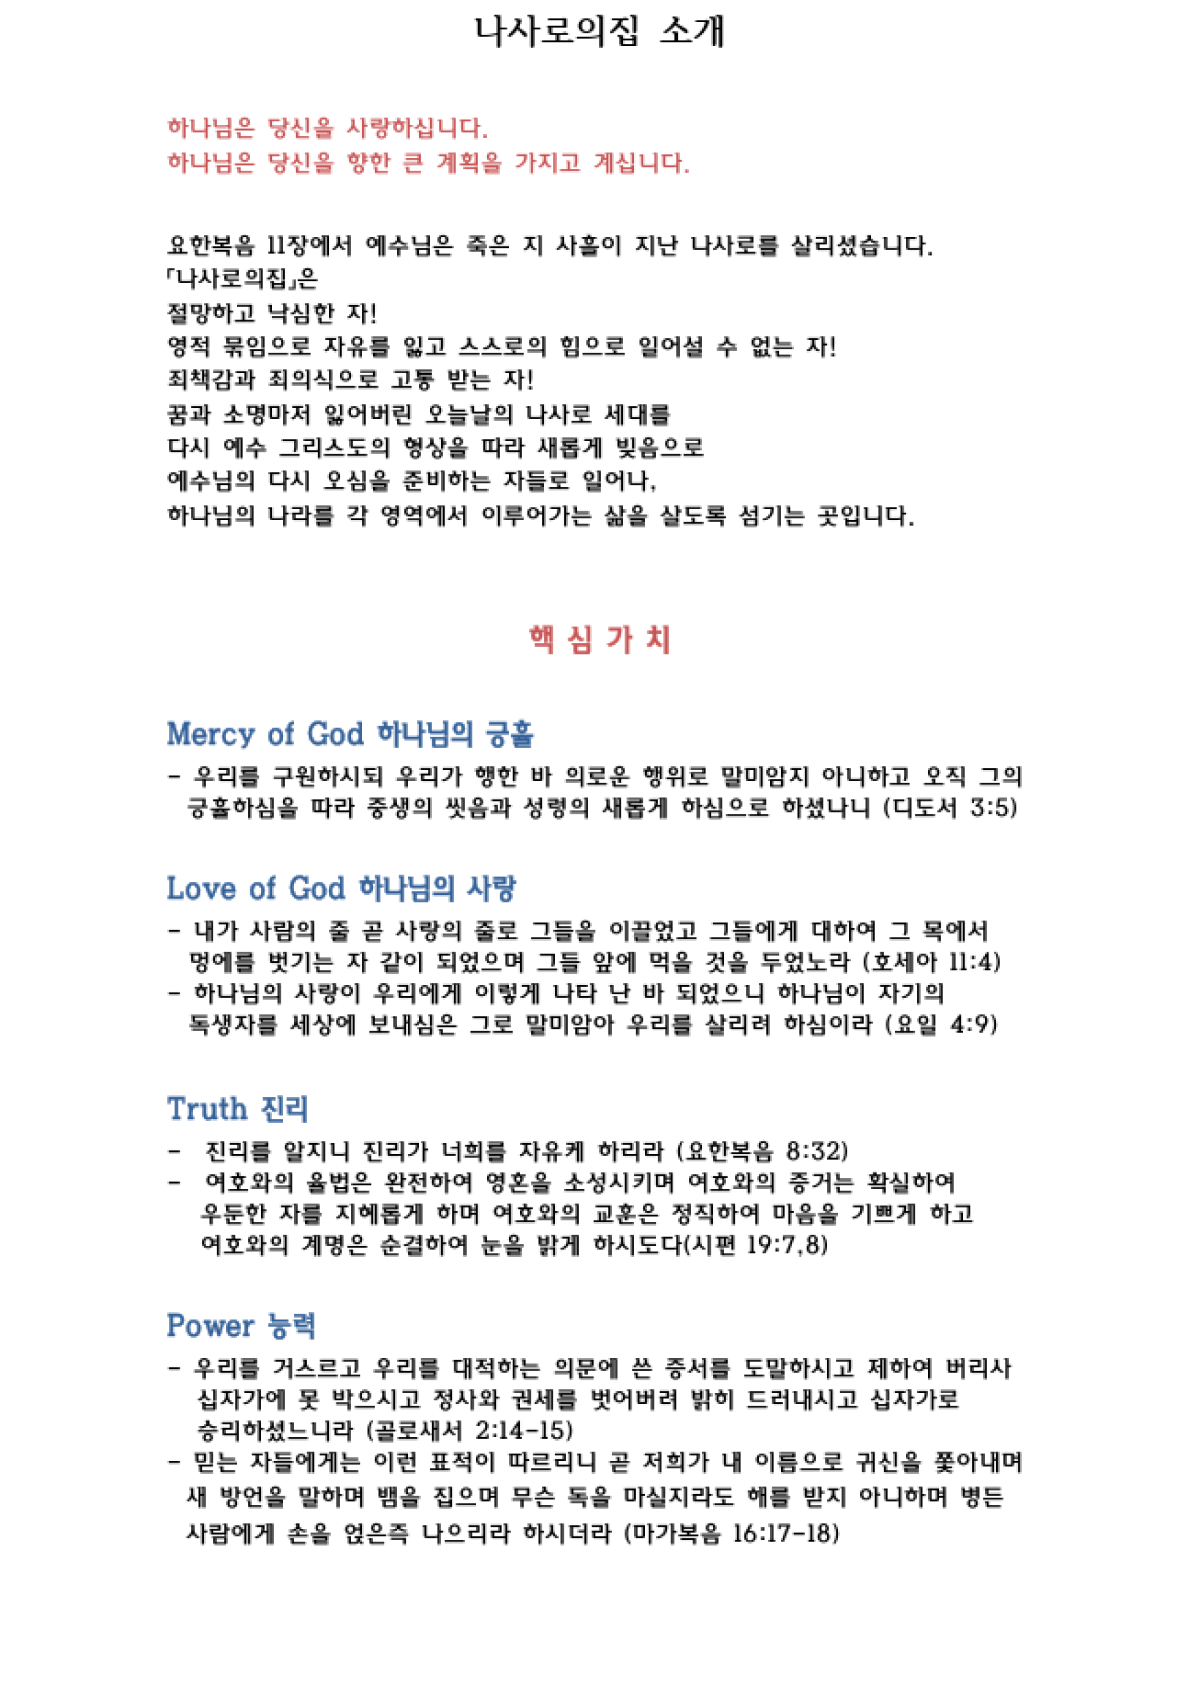 나사로의집 소개
하나님은 당신을 사랑하십니다.
하나님은 당신을 향한 큰 계획을 가지고 계십니다.
요한복음 11장에서 예수님은 죽은 지 사흘이 지난 나사로를 살리셨습니다.
「나사로의집」은
절망하고 낙심한 자!
영적 묶임으로 자유를 잃고 스스로의 힘으로 일어설 수 없는 자!
죄책감과 죄의식으로 고통 받는 자!
꿈과 소명마저 잃어버린 오늘날의 나사로 세대를
다시 예수 그리스도의 형상을 따라 새롭게 빚음으로
예수님의 다시 오심을 준비하는 자들로 일어나,
하나님의 나라를 각 영역에서 이루어가는 삶을 살도록 섬기는 곳입니다.
핵 심 가 치
Mercy of God 하나님의 긍휼
- 우리를 구원하시되 우리가 행한 바 의로운 행위로 말미암지 아니하고 오직 그의
긍휼하심을 따라 중생의 씻음과 성령의 새롭게 하심으로 하셨나니 (디도서 3:5)
Love of God 하나님의 사랑
- 내가 사람의 줄 곧 사랑의 줄로 그들을 이끌었고 그들에게 대하여 그 목에서
멍에를 벗기는 자 같이 되었으며 그들 앞에 먹을 것을 두었노라 (호세아 11:4)
- 하나님의 사랑이 우리에게 이렇게 나타 난 바 되었으니 하나님이 자기의
독생자를 세상에 보내심은 그로 말미암아 우리를 살리려 하심이라 (요일 4:9)
Truth 진리
- 진리를 알지니 진리가 너희를 자유케 하리라 (요한복음 8:32)
- 여호와의 율법은 완전하여 영혼을 소성시키며 여호와의 증거는 확실하여
우둔한 자를 지혜롭게 하며 여호와의 교훈은 정직하여 마음을 기쁘게 하고
여호와의 계명은 순결하여 눈을 밝게 하시도다(시편 19:7,8)
Power 능력
- 우리를 거스르고 우리를 대적하는 의문에 쓴 증서를 도말하시고 제하여 버리사
십자가에 못 박으시고 정사와 권세를 벗어버려 밝히 드러내시고 십자가로
승리하셨느니라 (골로새서 2:14-15)
- 믿는 자들에게는 이런 표적이 따르리니 곧 저희가 내 이름으로 귀신을 쫓아내며
새 방언을 말하며 뱀을 집으며 무슨 독을 마실지라도 해를 받지 아니하며 병든
사람에게 손을 얹은즉 나으리라 하시더라 (마가복음 16:17-18)